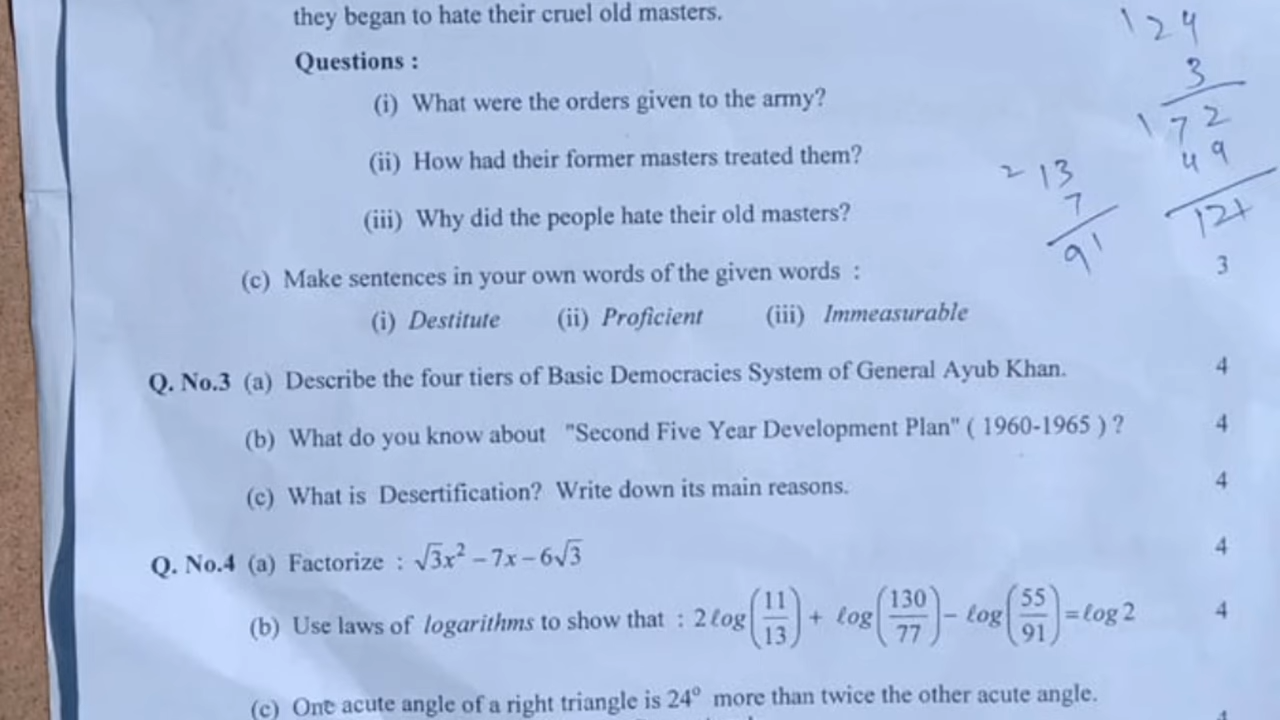 they began to hate their cruel old masters.
Questions :
(i) What were the orders given to the army?
(ii) How had their former masters treated them?
(iii) Why did the people hate their old masters?
(c) Make sentences in your own words of the given words : 3
(i) Destitute (ii) Proficient (iii) Immeasurable
Q. No.3 (a) Describe the four tiers of Basic Democracies System of General Ayub Khan. 4
(b) What do you know about "Second Five Year Development Plan" ( 1960-1965 ) ? 4
(c) What is Desertification? Write down its main reasons. 4
Q. No.4 (a) Factorize : √3x² – 7x – 6√3 4
(b) Use laws of logarithms to show that : 2 log(11/13) + log(130/77) – log(55/91) = log 2 4
(c) One acute angle of a right triangle is 24° more than twice the other acute angle.
1 24
3
1 72
49
2 13
7
91